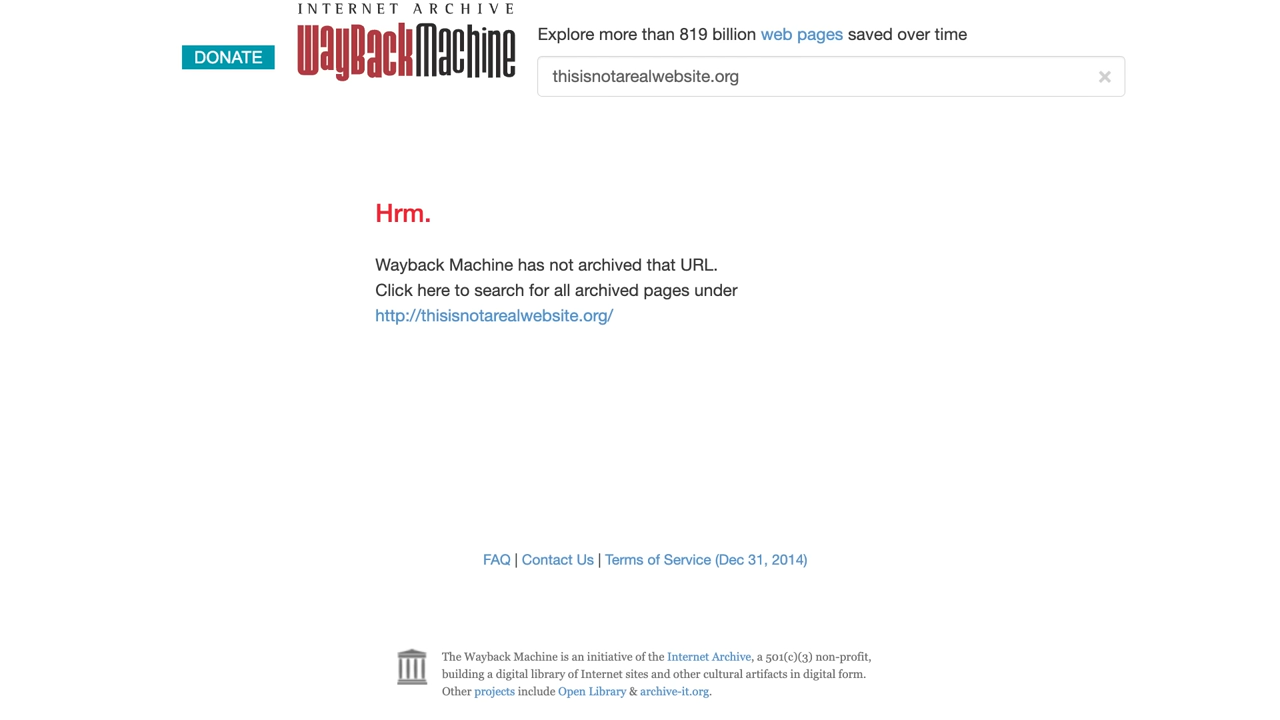 INTERNET ARCHIVE
WayBackMachine
DONATE
Explore more than 819 billion web pages saved over time
thisisnotarealwebsite.org
Hrm.
Wayback Machine has not archived that URL.
Click here to search for all archived pages under
http://thisisnotarealwebsite.org/
FAQ | Contact Us | Terms of Service (Dec 31, 2014)
The Wayback Machine is an initiative of the Internet Archive, a 501(c)(3) non-profit,
building a digital library of Internet sites and other cultural artifacts in digital form.
Other projects include Open Library & archive-it.org.